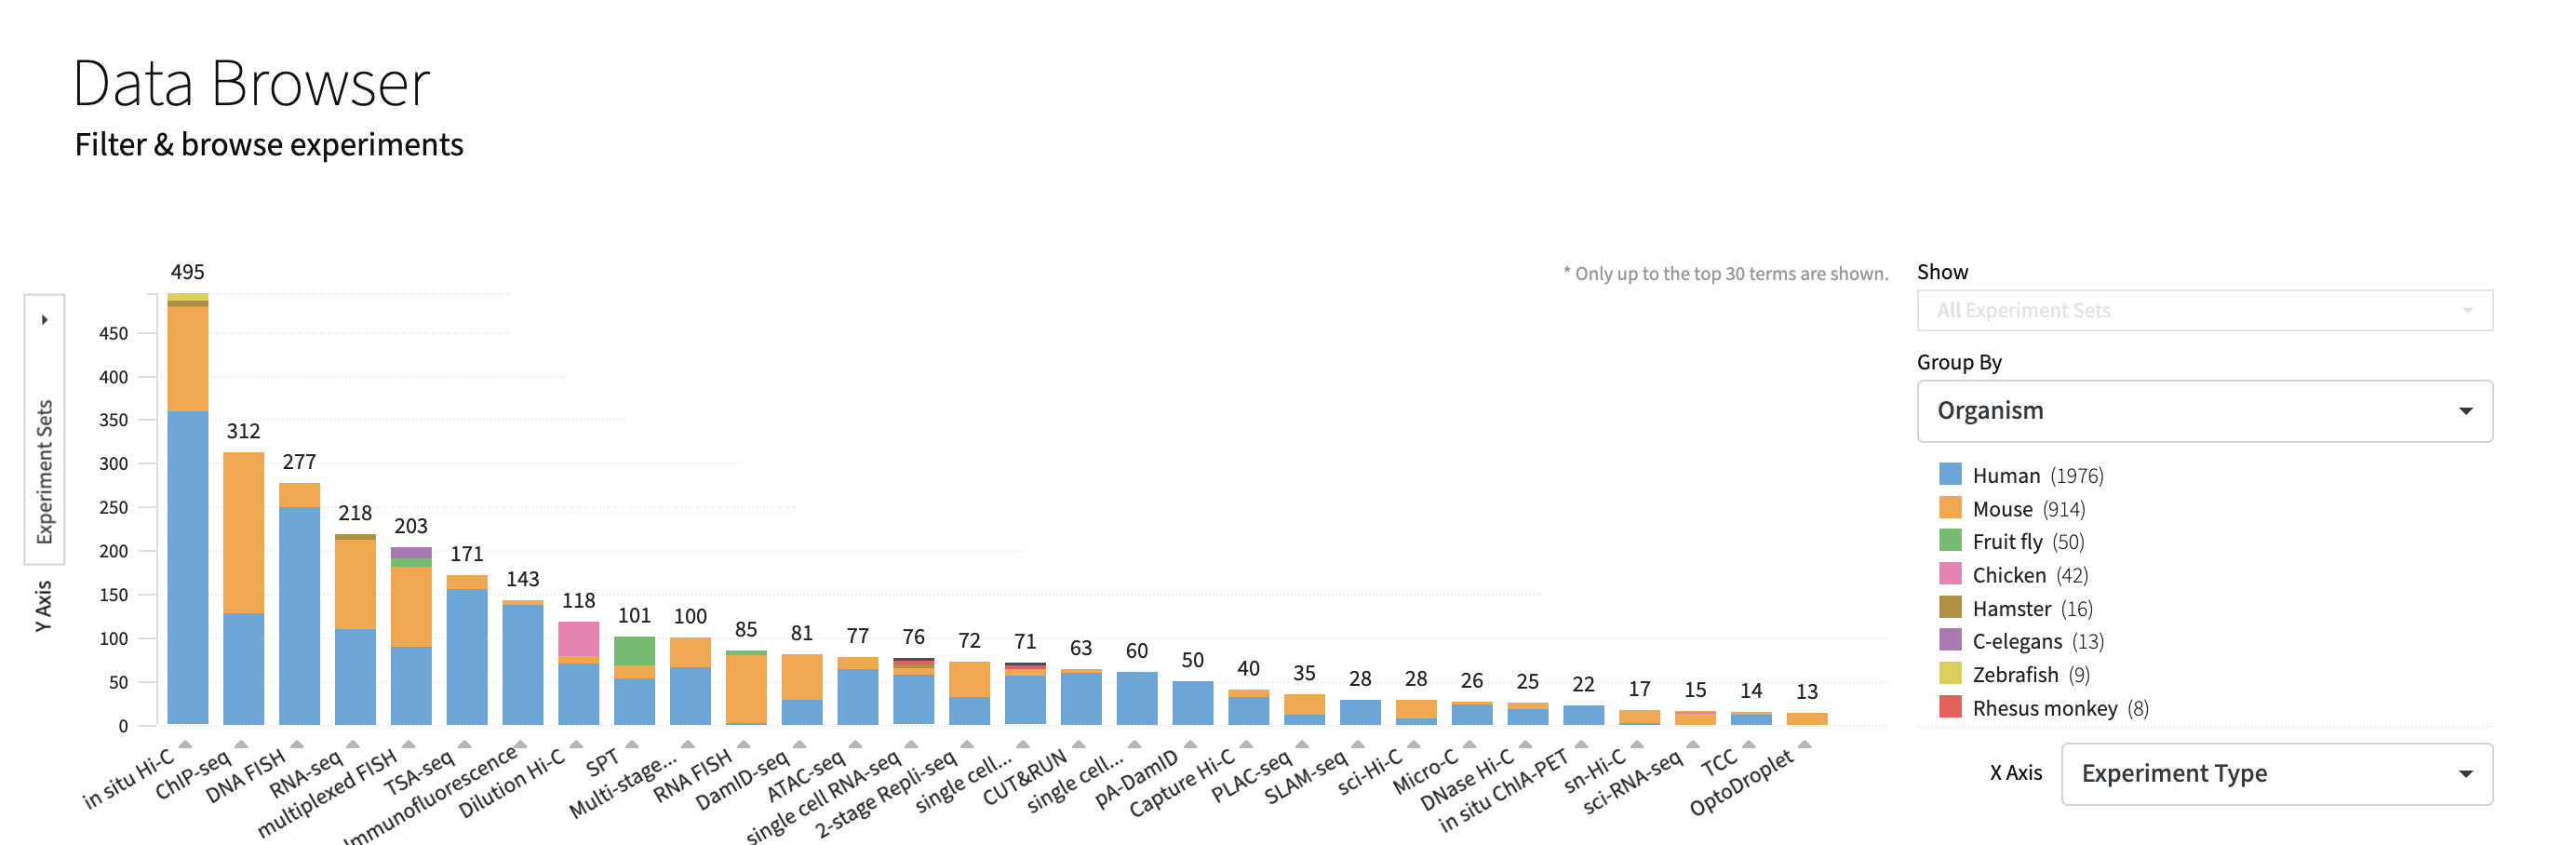 Data Browser
Filter & browse experiments
* Only up to the top 30 terms are shown.
Y Axis
Experiment Sets
450
400
350
300
250
200
150
100
50
0
495
312
277
218
203
171
143
118
101
100
85
81
77
76
72
71
63
60
50
40
35
28
28
26
25
22
17
15
14
13
in situ Hi-C
ChIP-seq
DNA FISH
RNA-seq
multiplexed FISH
TSA-seq
Immunofluorescence
Dilution Hi-C
SPT
Multi-stage...
RNA FISH
DamID-seq
ATAC-seq
single cell RNA-seq
2-stage Repli-seq
single cell...
CUT&RUN
single cell...
pA-DamID
Capture Hi-C
PLAC-seq
SLAM-seq
sci-Hi-C
Micro-C
DNase Hi-C
in situ ChIA-PET
sn-Hi-C
sci-RNA-seq
TCC
OptoDroplet
Show
All Experiment Sets
Group By
Organism
Human (1976)
Mouse (914)
Fruit fly (50)
Chicken (42)
Hamster (16)
C-elegans (13)
Zebrafish (9)
Rhesus monkey (8)
X Axis
Experiment Type